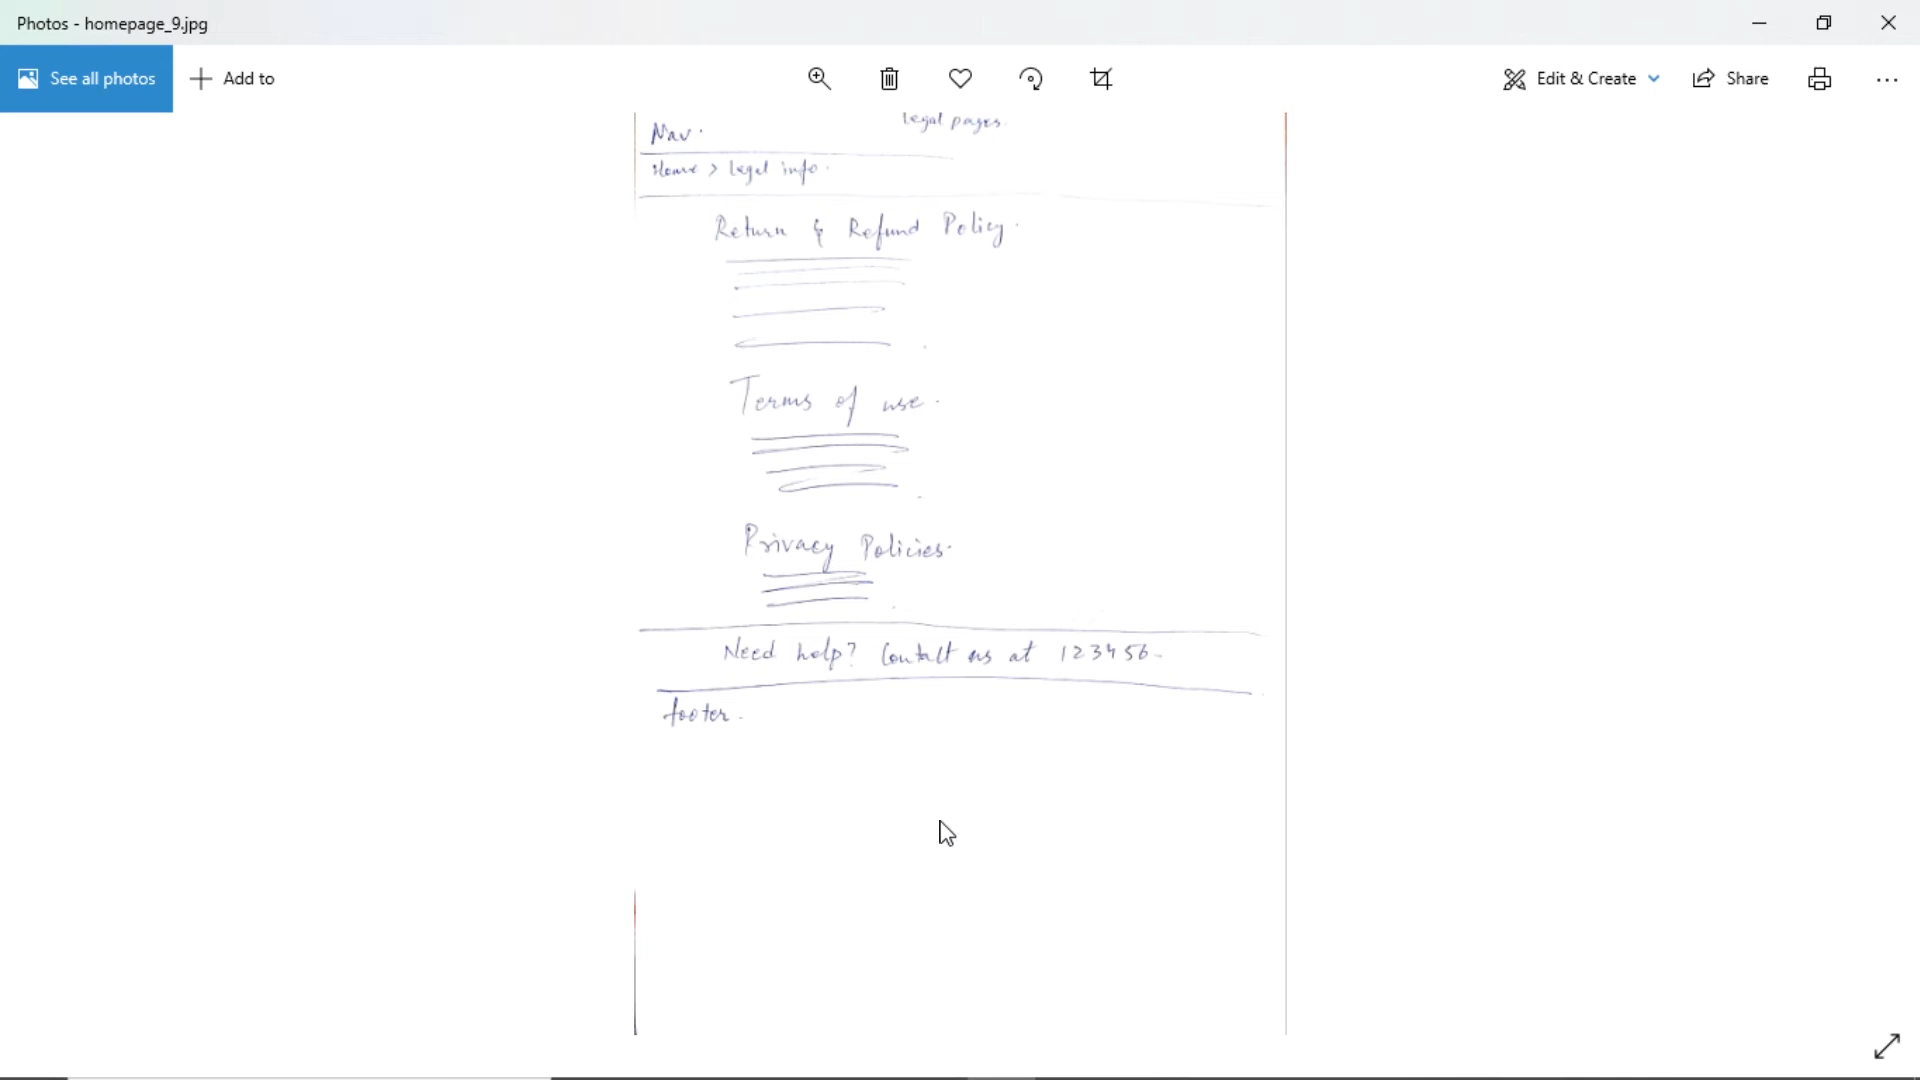 Photos - homepage_9.jpg
See all photos
Add to
Edit & Create
Share
Legal pages.
Nav.
Home > Legal info.
Return & Refund Policy.
Terms of use.
Privacy Policies.
Need help? Contact us at 123456.
footer.